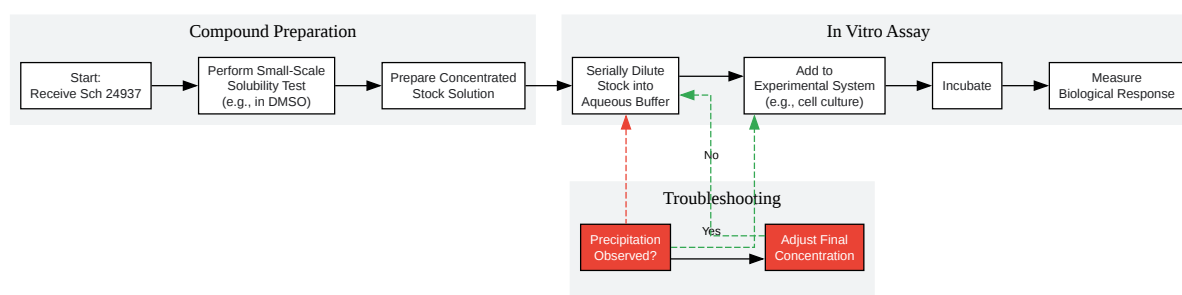 Compound Preparation
In Vitro Assay
Start:
Receive Sch 24937
Perform Small-Scale
Solubility Test
(e.g., in DMSO)
Prepare Concentrated
Stock Solution
Serially Dilute
Stock into
Aqueous Buffer
Add to
Experimental System
(e.g., cell culture)
Incubate
Measure
Biological Response
No
Troubleshooting
Yes
Precipitation
Observed?
Adjust Final
Concentration